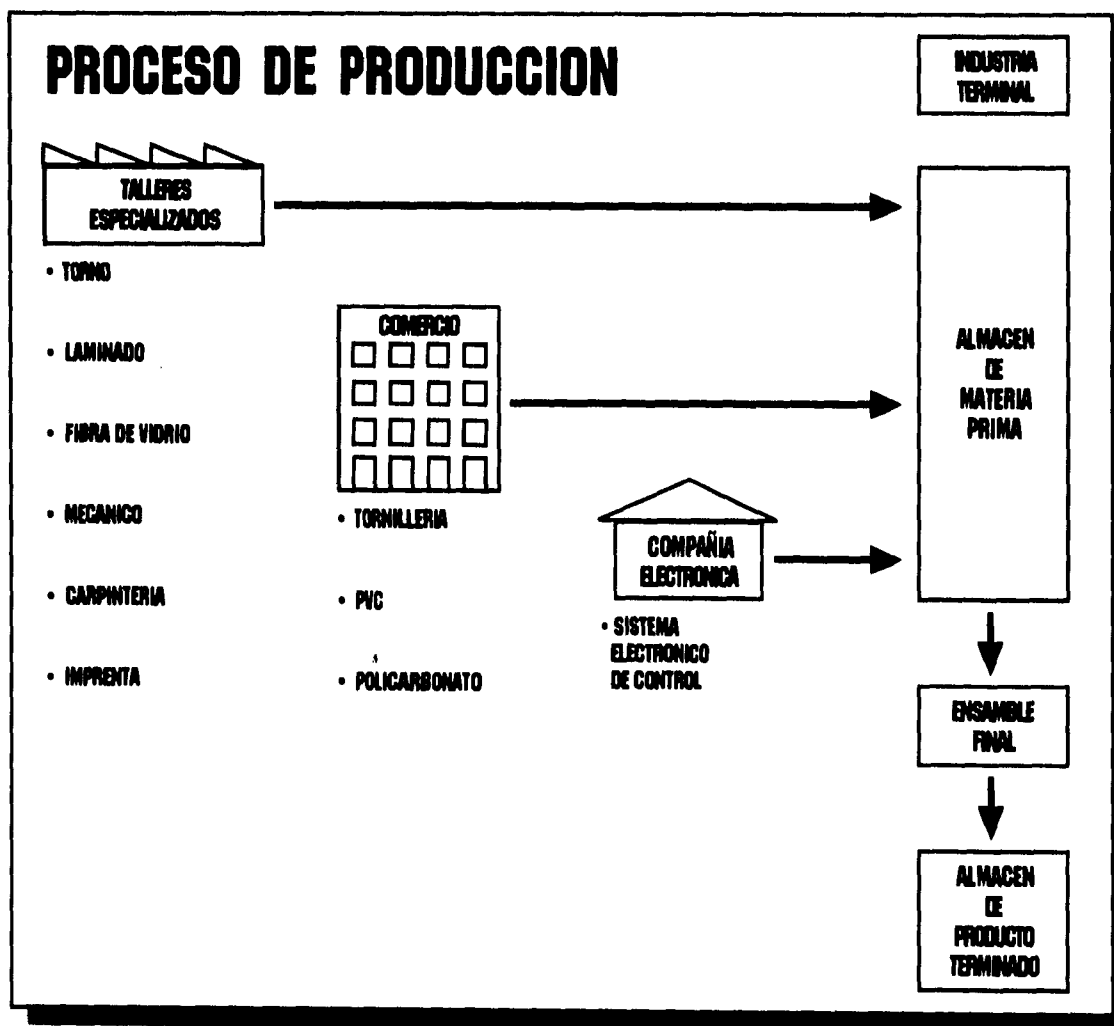 PROCESO DE PRODUCCION
INDUSTRIA
TERMINAL
TALLERES
ESPECIALIZADOS
• TORNO
• LAMINADO
• FIBRA DE VIDRIO
• MECANICO
• CARPINTERIA
• IMPRENTA
COMERCIO
• TORNILLERIA
• PVC
• POLICARBONATO
COMPAÑIA
ELECTRONICA
• SISTEMA
ELECTRONICO
DE CONTROL
ALMACEN
DE
MATERIA
PRIMA
ENSAMBLE
FINAL
ALMACEN
DE
PRODUCTO
TERMINADO